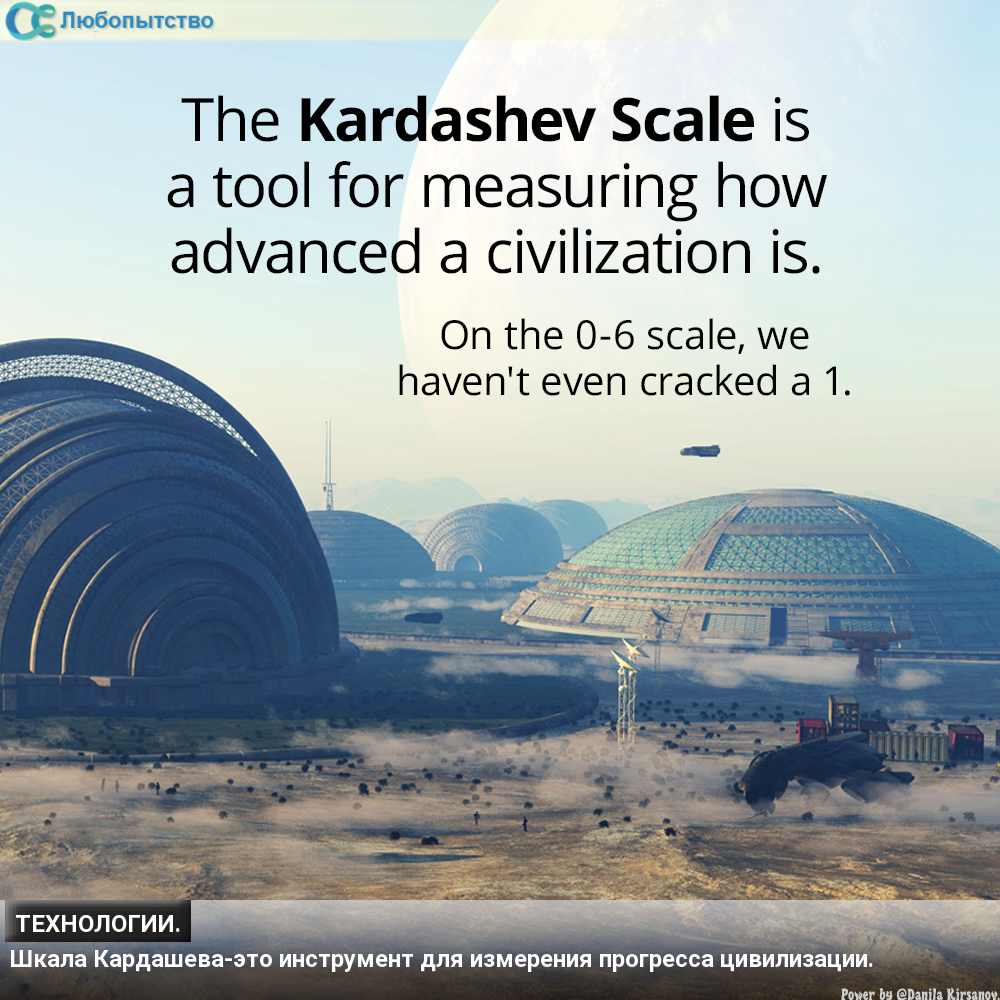 Любопытство
The Kardashev Scale is
a tool for measuring how
advanced a civilization is.
On the 0-6 scale, we
haven't even cracked a 1.
ТЕХНОЛОГИИ.
Шкала Кардашева-это инструмент для измерения прогресса цивилизации.
Power by @Danila Kirsanov